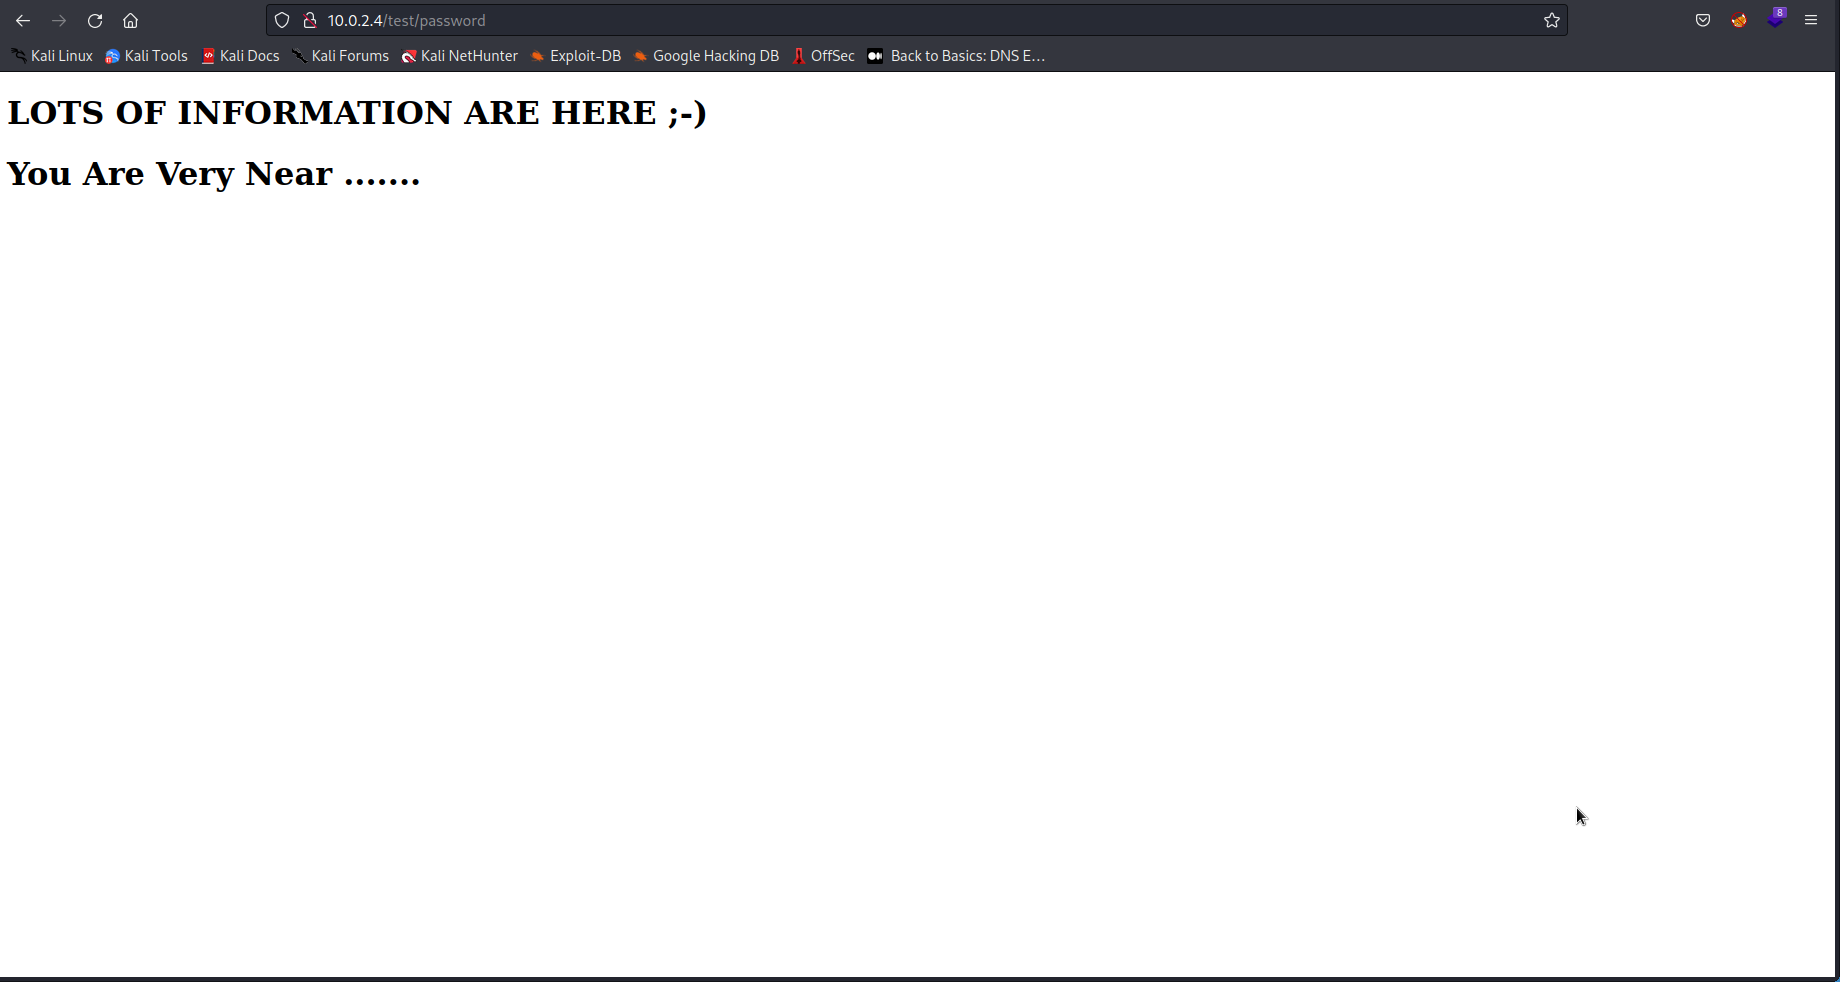 10.0.2.4/test/password
8
Kali Linux Kali Tools Kali Docs Kali Forums Kali NetHunter Exploit-DB Google Hacking DB OffSec Back to Basics: DNS E…
LOTS OF INFORMATION ARE HERE ;-)
You Are Very Near .......